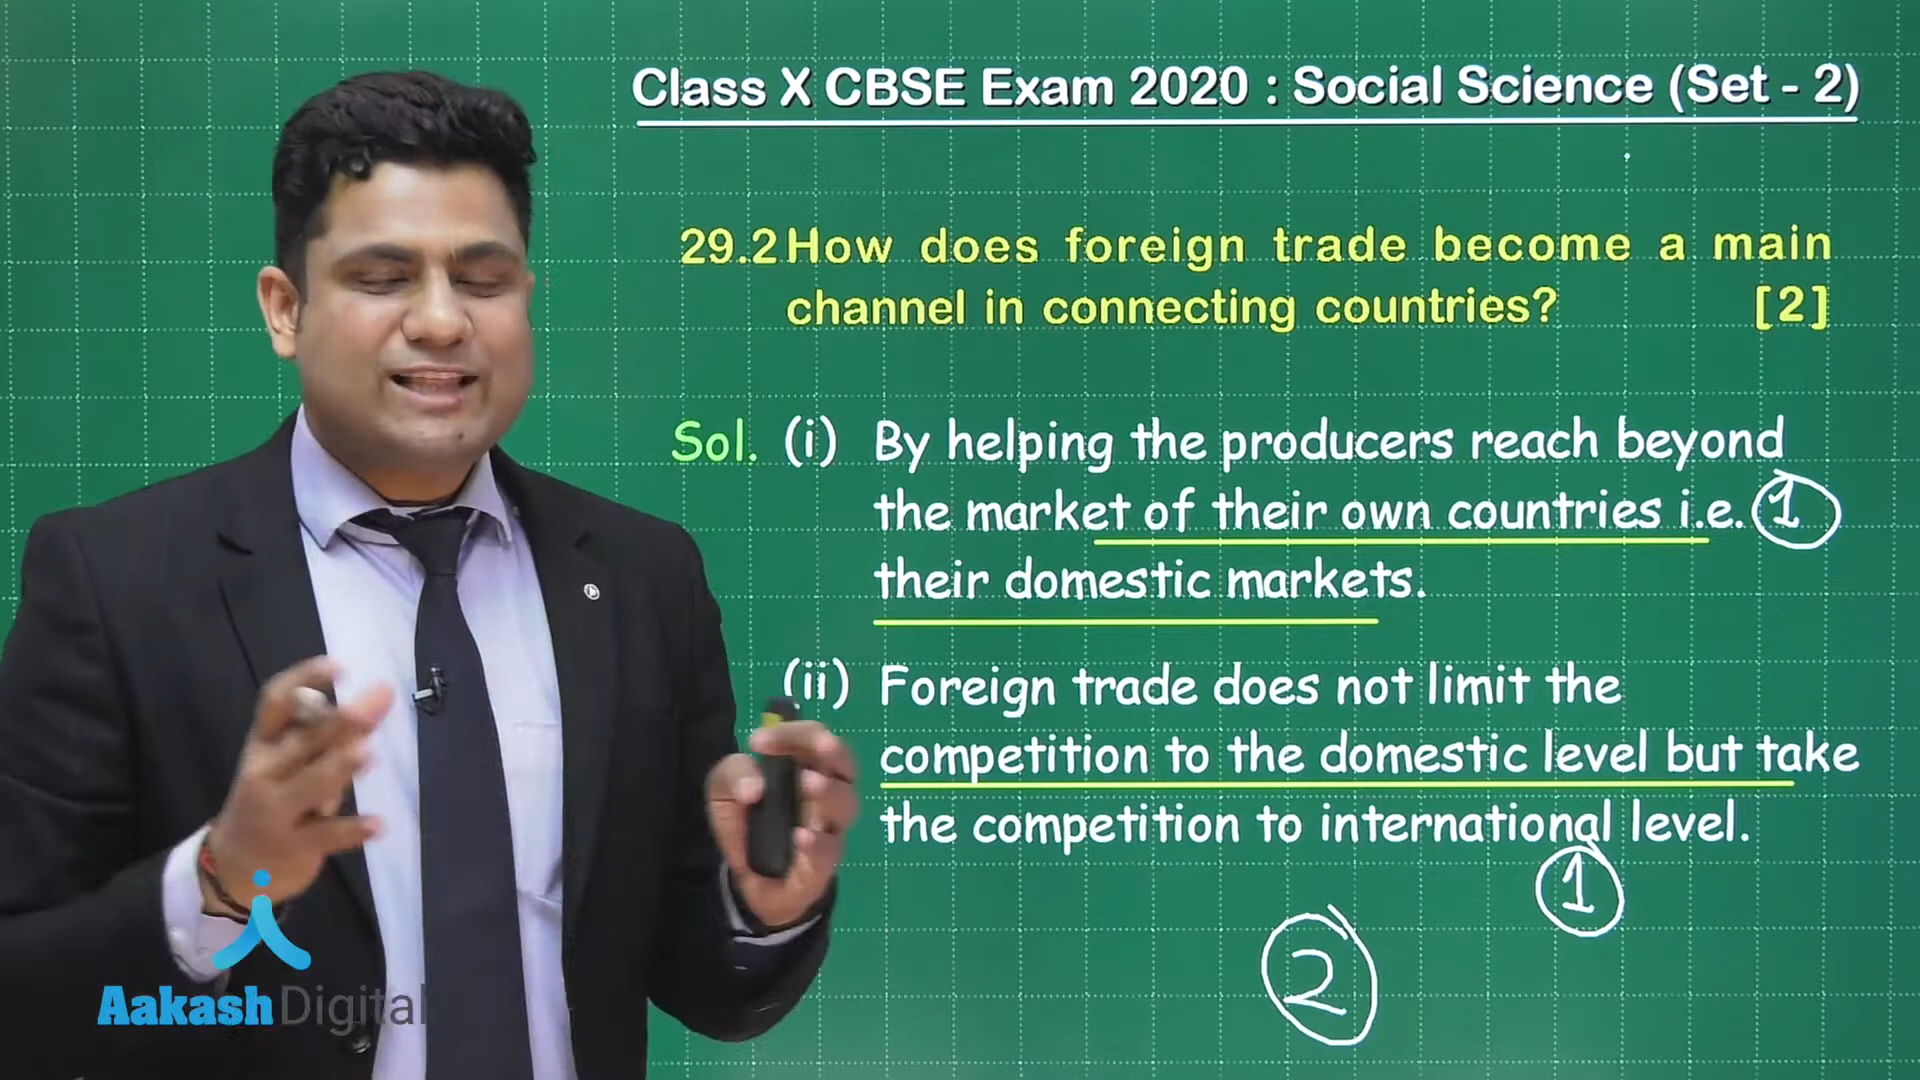 Class X CBSE Exam 2020 : Social Science (Set - 2)
29.2 How does foreign trade become a main
channel in connecting countries? [2]
Sol. (i) By helping the producers reach beyond
the market of their own countries i.e. 1
their domestic markets.
(ii) Foreign trade does not limit the
competition to the domestic level but take
the competition to international level.
1
2
Aakash Digital